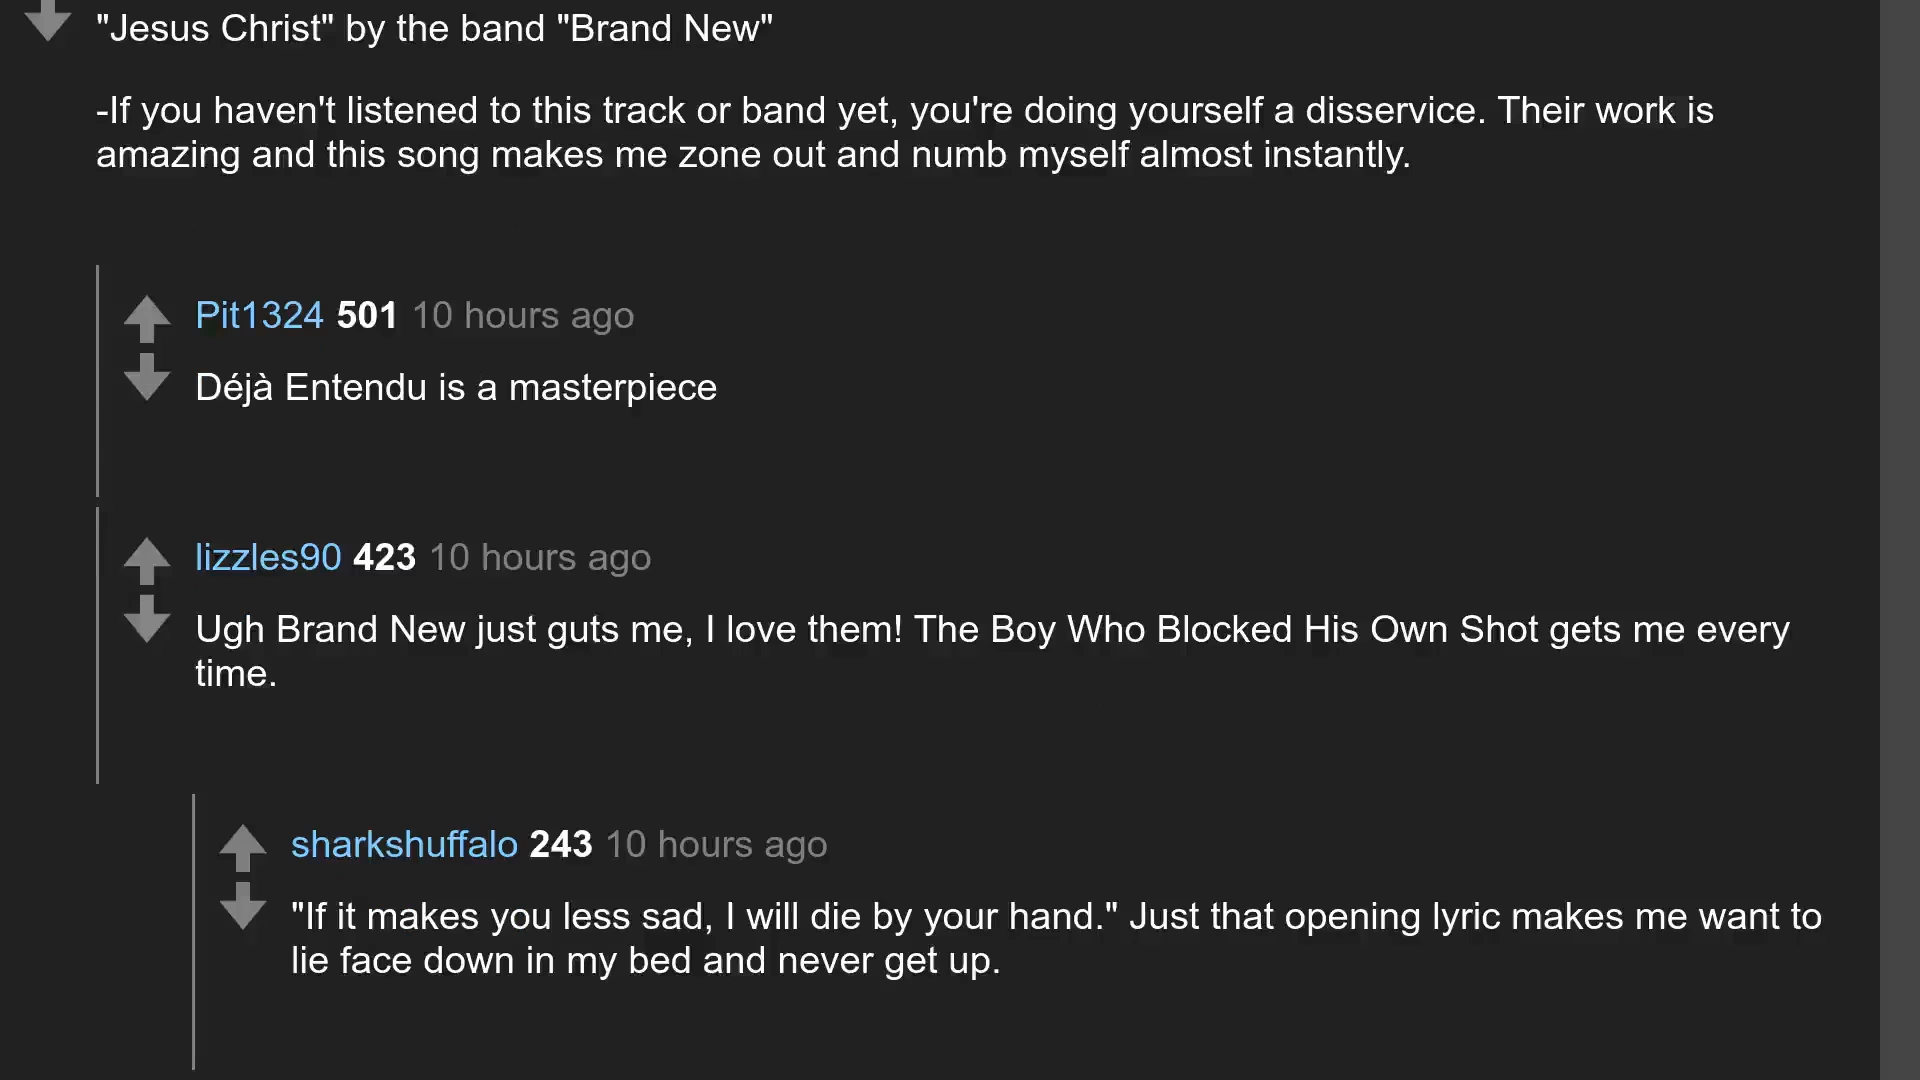 "Jesus Christ" by the band "Brand New"
-If you haven't listened to this track or band yet, you're doing yourself a disservice. Their work is
amazing and this song makes me zone out and numb myself almost instantly.
Pit1324 501 10 hours ago
Déjà Entendu is a masterpiece
lizzles90 423 10 hours ago
Ugh Brand New just guts me, I love them! The Boy Who Blocked His Own Shot gets me every
time.
sharkshuffalo 243 10 hours ago
"If it makes you less sad, I will die by your hand." Just that opening lyric makes me want to
lie face down in my bed and never get up.